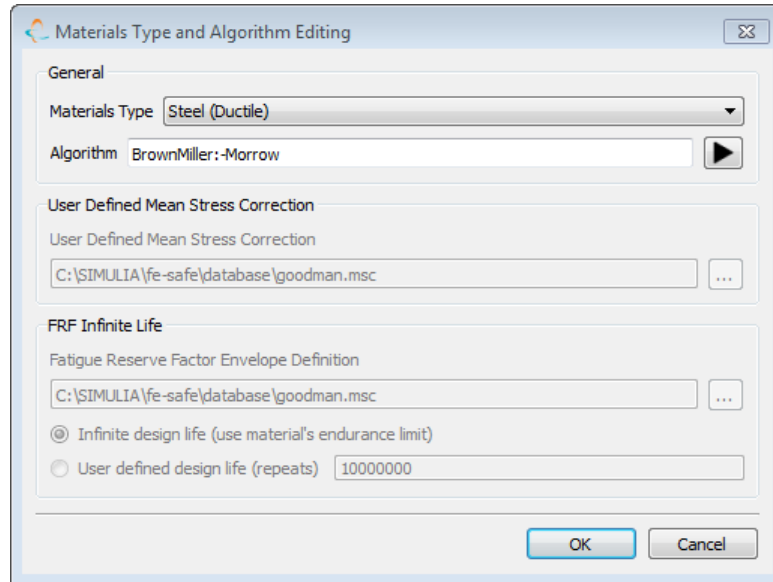 Materials Type and Algorithm Editing
General
Materials Type Steel (Ductile)
Algorithm BrownMiller:-Morrow
User Defined Mean Stress Correction
User Defined Mean Stress Correction
C:\SIMULIA\fe-safe\database\goodman.msc ...
FRF Infinite Life
Fatigue Reserve Factor Envelope Definition
C:\SIMULIA\fe-safe\database\goodman.msc ...
Infinite design life (use material's endurance limit)
User defined design life (repeats) 10000000
OK Cancel